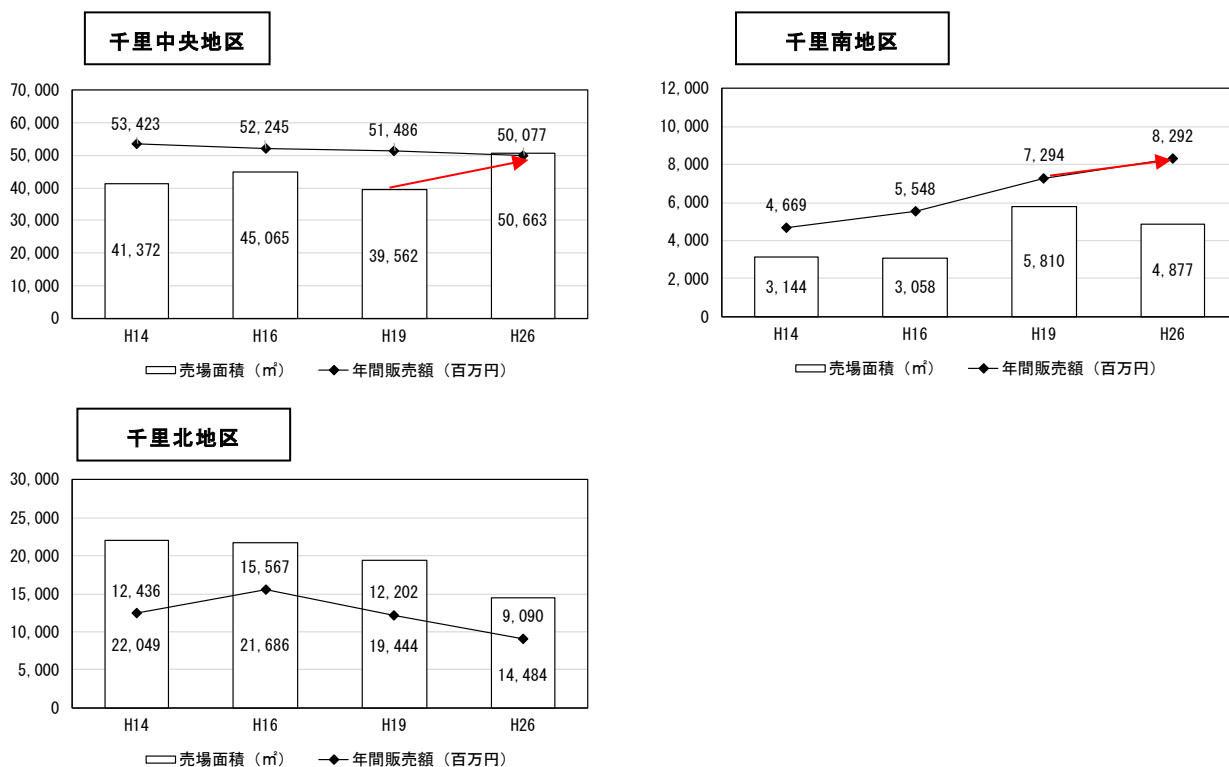 千里中央地区
70,000
60,000
50,000
40,000
30,000
20,000
10,000
0
53,423
52,245
51,486
50,077
41,372
45,065
39,562
50,663
H14
H16
H19
H26
売場面積（㎡）
年間販売額（百万円）
千里南地区
12,000
10,000
8,000
6,000
4,000
2,000
0
4,669
5,548
7,294
8,292
3,144
3,058
5,810
4,877
H14
H16
H19
H26
売場面積（㎡）
年間販売額（百万円）
千里北地区
30,000
25,000
20,000
15,000
10,000
5,000
0
12,436
15,567
12,202
9,090
22,049
21,686
19,444
14,484
H14
H16
H19
H26
売場面積（㎡）
年間販売額（百万円）